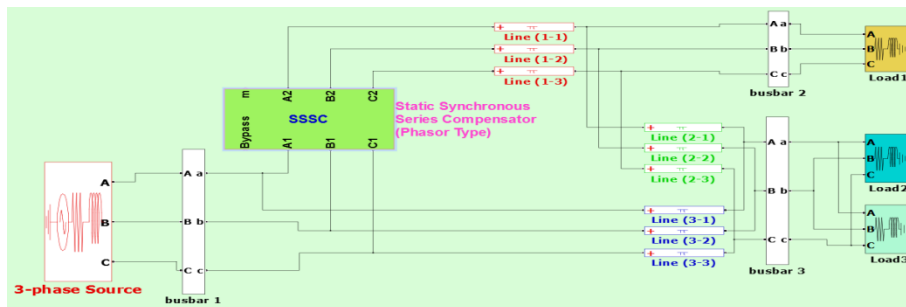 Line (1-1)
Line (1-2)
Line (1-3)
A a
B b
C c
busbar 2
A
B
C
Load1
m
A2
B2
C2
Bypass
SSSC
A1
B1
C1
Static Synchronous
Series Compensator
(Phasor Type)
Line (2-1)
Line (2-2)
Line (2-3)
A a
B b
C c
busbar 3
A
B
C
Load2
A
B
C
Load3
A
B
C
3-phase Source
A a
B b
C c
busbar 1
Line (3-1)
Line (3-2)
Line (3-3)